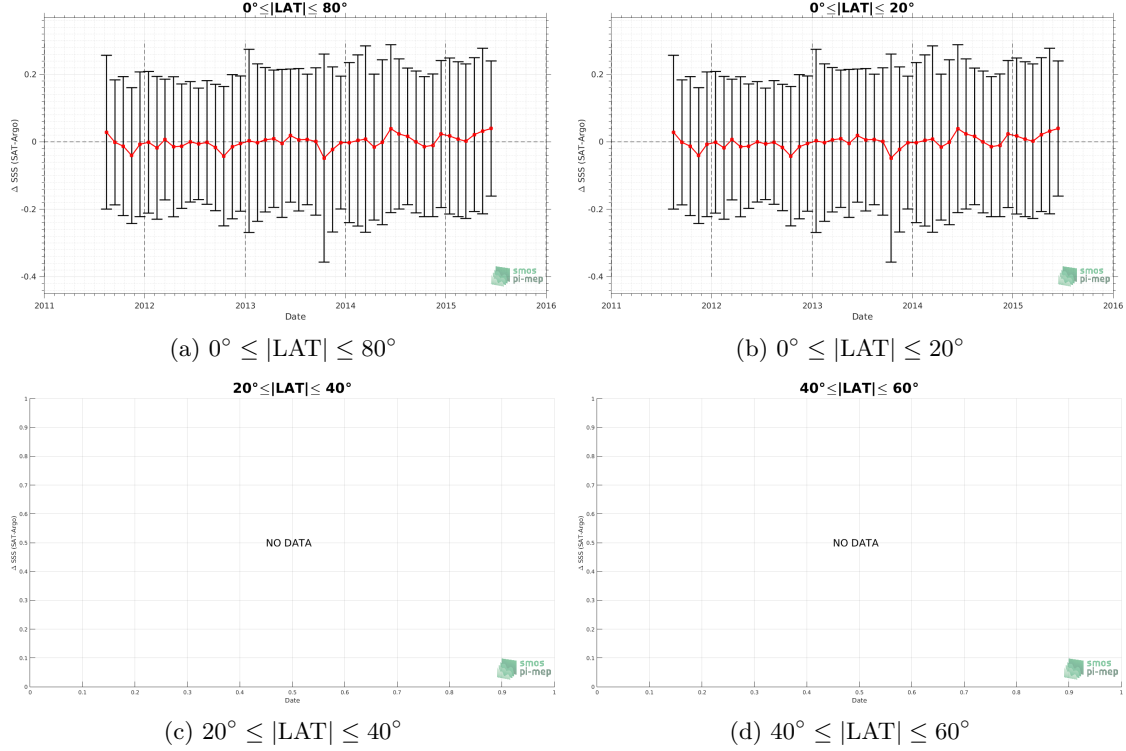 0°≤|LAT|≤ 80°
0.2
0
-0.2
-0.4
Δ SSS (SAT-Argo)
2011 2012 2013 2014 2015 2016
Date
smos
pi-mep
(a) 0° ≤ |LAT| ≤ 80°
0°≤|LAT|≤ 20°
0.2
0
-0.2
-0.4
Δ SSS (SAT-Argo)
2011 2012 2013 2014 2015 2016
Date
smos
pi-mep
(b) 0° ≤ |LAT| ≤ 20°
20°≤|LAT|≤ 40°
1
0.9
0.8
0.7
0.6
0.5
0.4
0.3
0.2
0.1
0
Δ SSS (SAT-Argo)
NO DATA
0 0.1 0.2 0.3 0.4 0.5 0.6 0.7 0.8 0.9 1
Date
smos
pi-mep
(c) 20° ≤ |LAT| ≤ 40°
40°≤|LAT|≤ 60°
1
0.9
0.8
0.7
0.6
0.5
0.4
0.3
0.2
0.1
0
Δ SSS (SAT-Argo)
NO DATA
0 0.1 0.2 0.3 0.4 0.5 0.6 0.7 0.8 0.9 1
Date
smos
pi-mep
(d) 40° ≤ |LAT| ≤ 60°